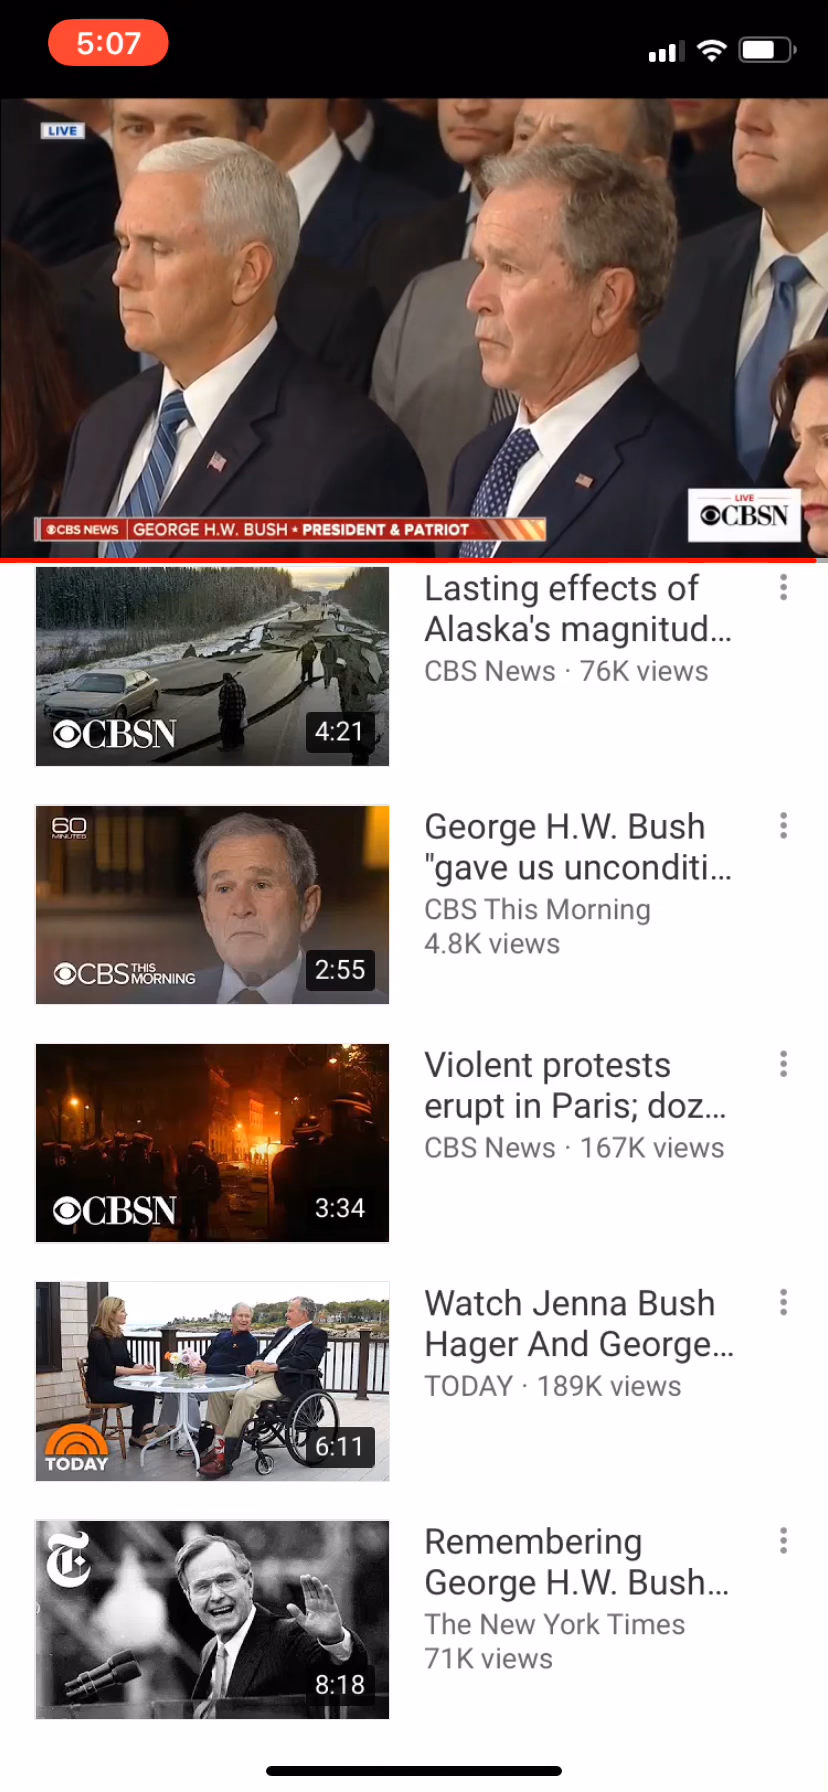 5:07
LIVE
CBS NEWS GEORGE H.W. BUSH • PRESIDENT & PATRIOT
LIVE
CBSN
CBSN
4:21
Lasting effects of
Alaska's magnitud...
CBS News · 76K views
60
MINUTES
CBS THIS MORNING
2:55
George H.W. Bush
"gave us unconditi...
CBS This Morning
4.8K views
CBSN
3:34
Violent protests
erupt in Paris; doz...
CBS News · 167K views
TODAY
6:11
Watch Jenna Bush
Hager And George...
TODAY · 189K views
T
8:18
Remembering
George H.W. Bush...
The New York Times
71K views